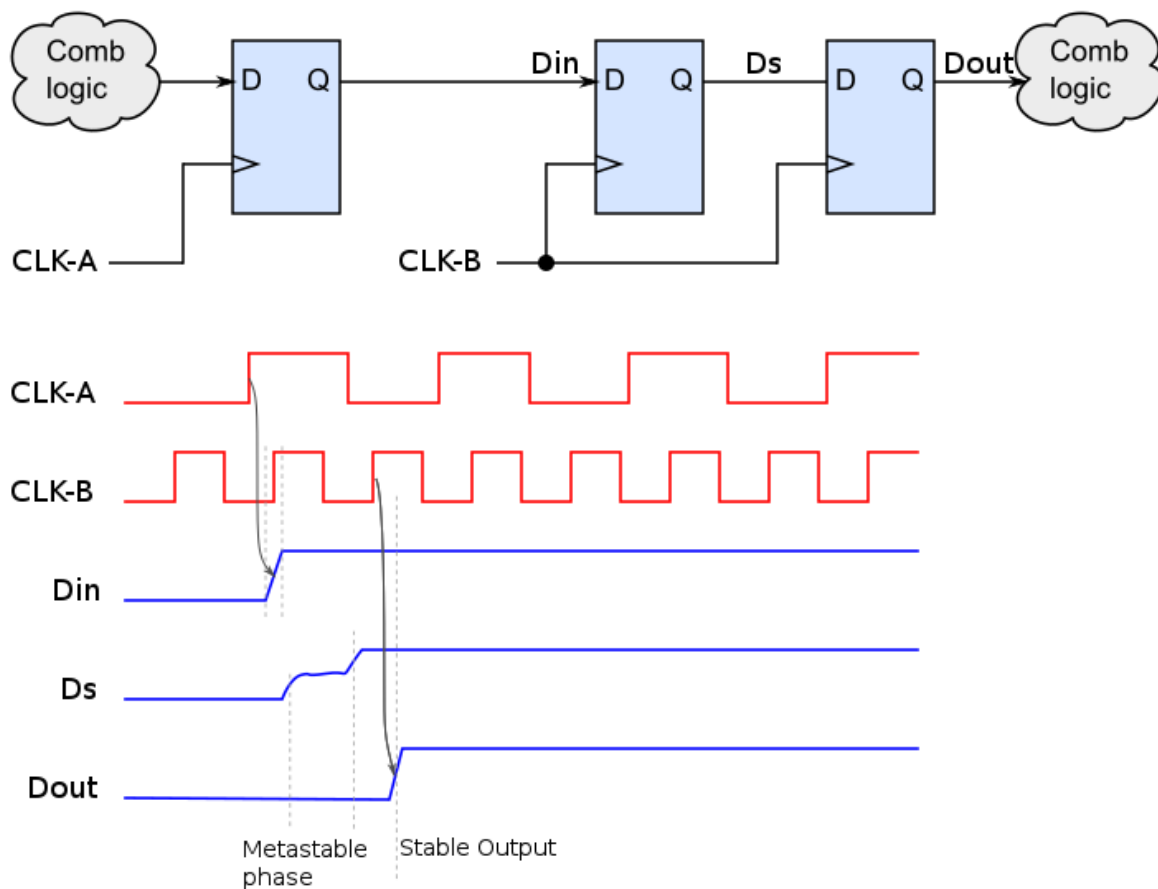 Comb
logic
D Q
Din
D Q
Ds
D Q
Dout
Comb
logic
CLK-A
CLK-B
CLK-A
CLK-B
Din
Ds
Dout
Metastable
phase
Stable Output